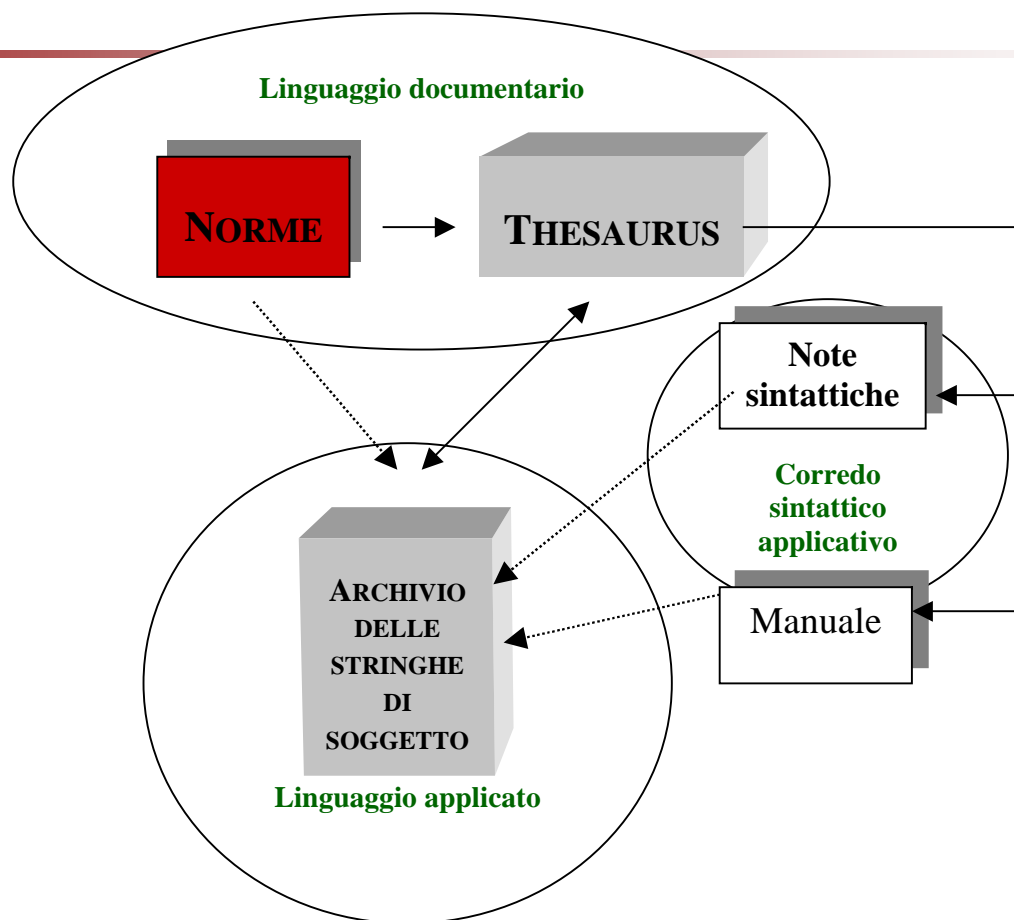 Linguaggio documentario
NORME
THESAURUS
Note
sintattiche
Corredo
sintattico
applicativo
Manuale
ARCHIVIO
DELLE
STRINGHE
DI
SOGGETTO
Linguaggio applicato